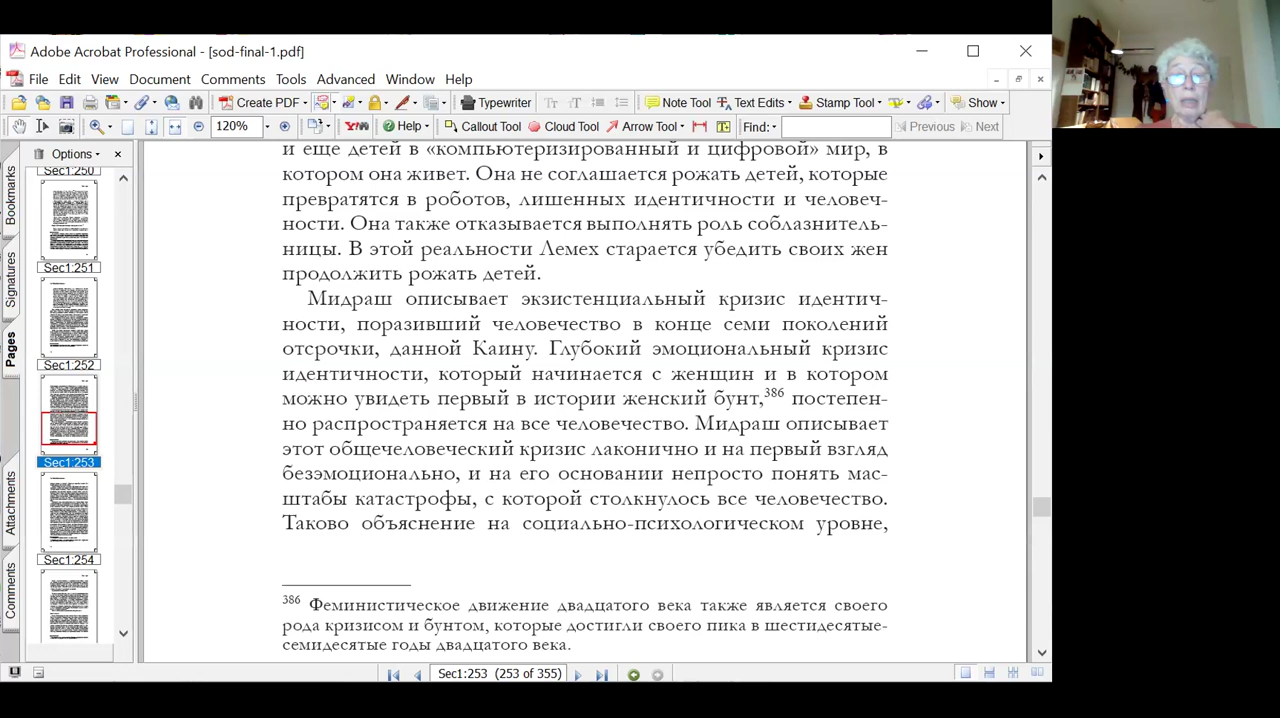 Adobe Acrobat Professional - [sod-final-1.pdf]
File Edit View Document Comments Tools Advanced Window Help
Create PDF Typewriter Note Tool Text Edits Stamp Tool Show
120% Help Callout Tool Cloud Tool Arrow Tool Find: Previous Next
Options
Bookmarks
Signatures
Pages
Attachments
Comments
Sec1:250
Sec1:251
Sec1:252
Sec1:253
Sec1:254
и еще детей в «компьютеризированный и цифровой» мир, в
котором она живет. Она не соглашается рожать детей, которые
превратятся в роботов, лишенных идентичности и человеч-
ности. Она также отказывается выполнять роль соблазнитель-
ницы. В этой реальности Лемех старается убедить своих жен
продолжить рожать детей.
Мидраш описывает экзистенциальный кризис идентич-
ности, поразивший человечество в конце семи поколений
отсрочки, данной Каину. Глубокий эмоциональный кризис
идентичности, который начинается с женщин и в котором
можно увидеть первый в истории женский бунт,386 постепен-
но распространяется на все человечество. Мидраш описывает
этот общечеловеческий кризис лаконично и на первый взгляд
безэмоционально, и на его основании непросто понять мас-
штабы катастрофы, с которой столкнулось все человечество.
Таково объяснение на социально-психологическом уровне,
386 Феминистическое движение двадцатого века также является своего
рода кризисом и бунтом, которые достигли своего пика в шестидесятые-
семидесятые годы двадцатого века.
Sec1:253 (253 of 355)